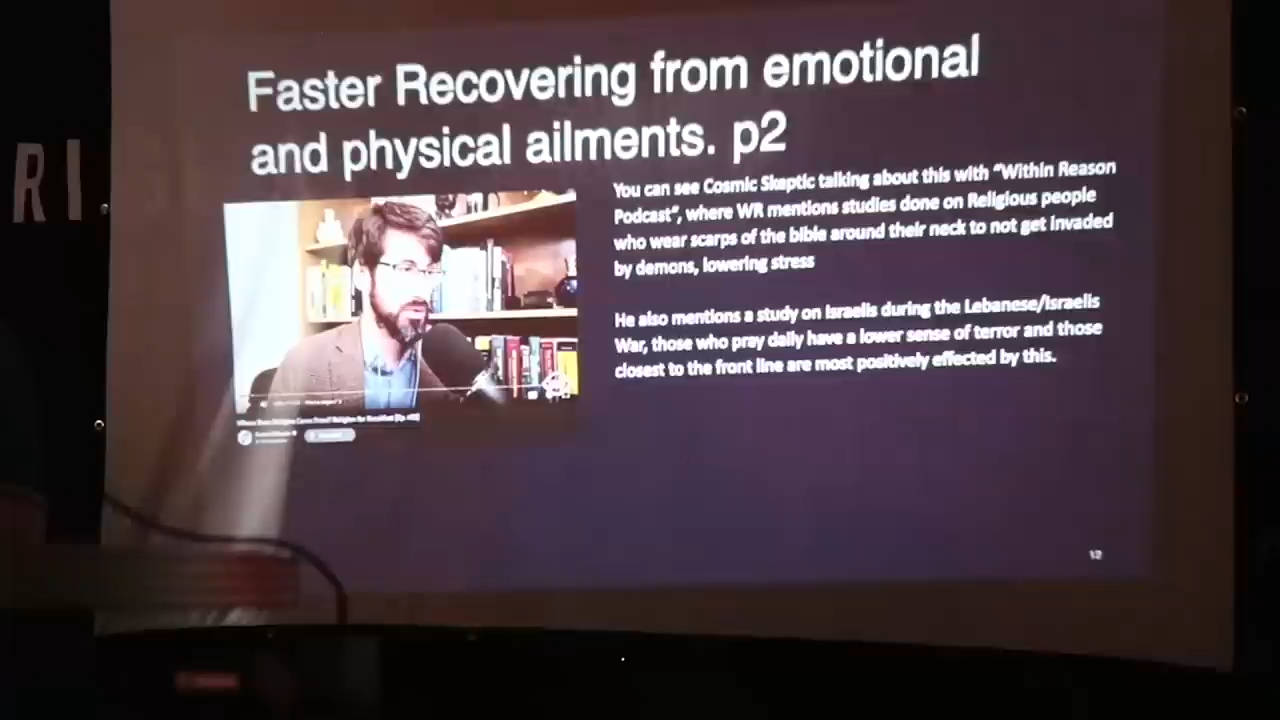 RI
Faster Recovering from emotional
and physical ailments. p2
You can see Cosmic Skeptic talking about this with “Within Reason
Podcast”, where WR mentions studies done on Religious people
who wear scarps of the bible around their neck to not get invaded
by demons, lowering stress
He also mentions a study on Israelis during the Lebanese/Israelis
War, those who pray daily have a lower sense of terror and those
closest to the front line are most positively effected by this.
12